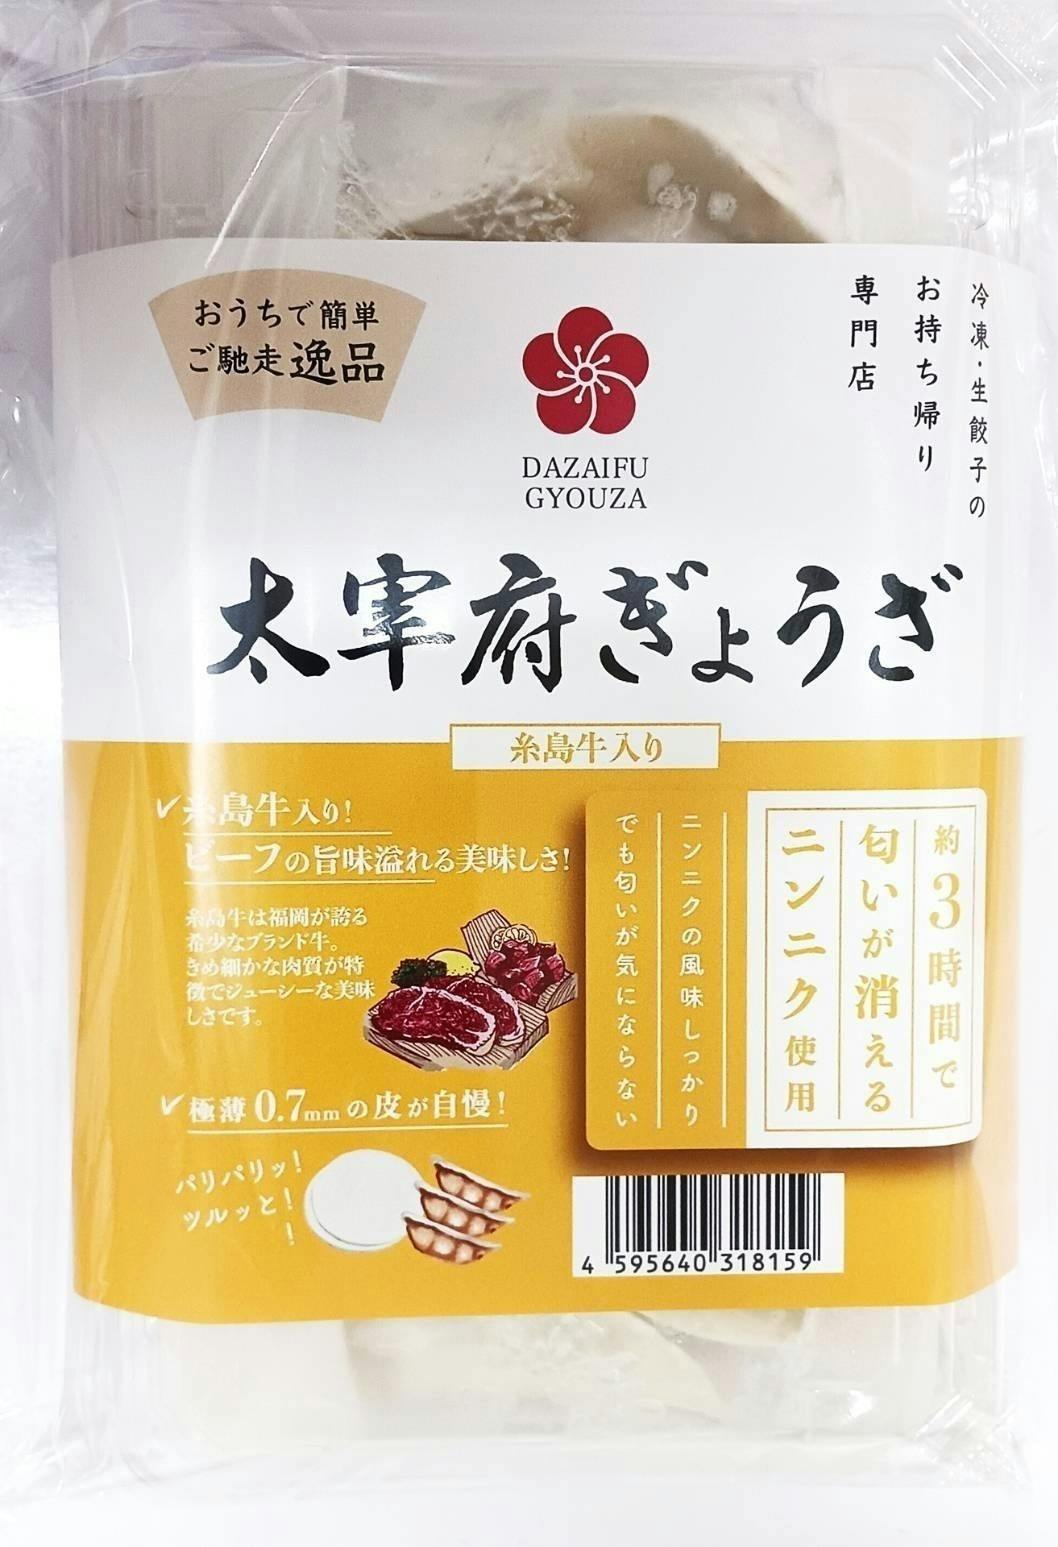 おうちで簡単
ご馳走逸品
冷凍・生餃子の
お持ち帰り
専門店
DAZAIFU
GYOUZA
太宰府ぎょうざ
糸島牛入り
糸島牛入り!
ビーフの旨味溢れる美味しさ!
糸島牛は福岡が誇る
希少なブランド牛。
きめ細かな肉質が特
徴でジューシーな美味
しさです。
約3時間で
匂いが消える
ニンニク使用
ニンニクの風味しっかり
でも匂いが気にならない
極薄0.7mmの皮が自慢!
パリパリッ!
ツルッと!
!
4 595640 318159